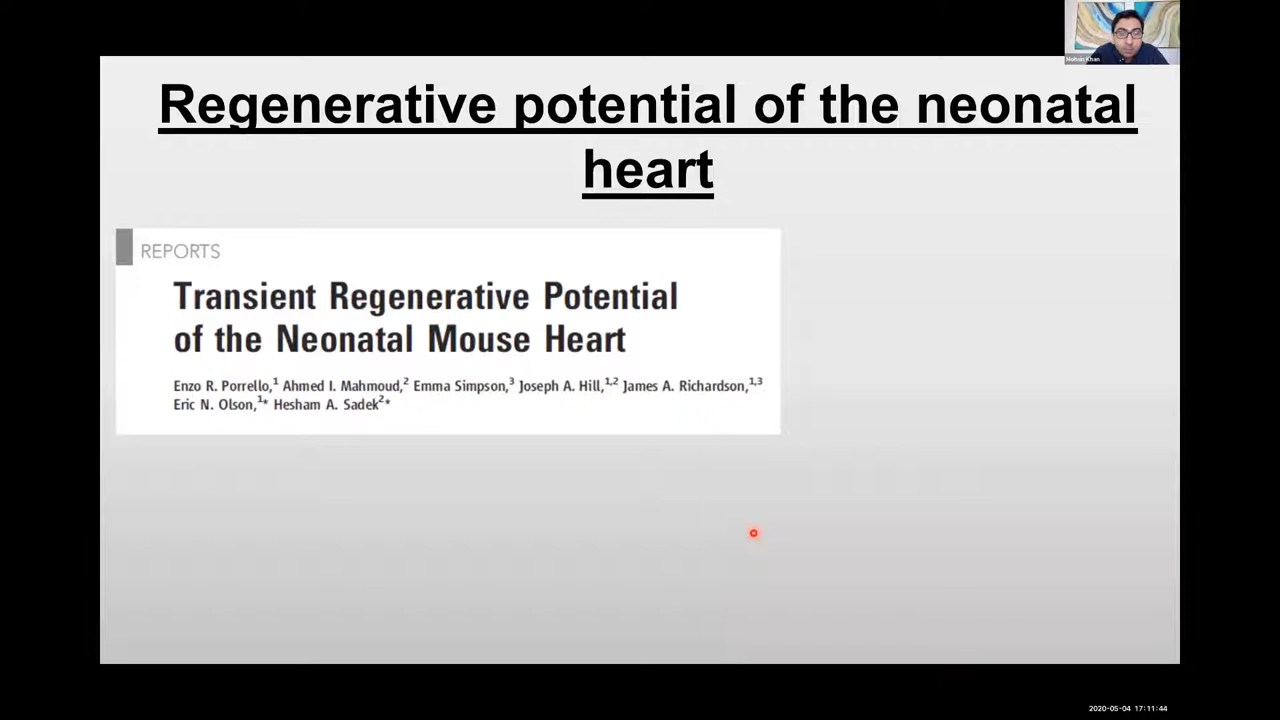 Mohsin Khan
Regenerative potential of the neonatal
heart
REPORTS
Transient Regenerative Potential
of the Neonatal Mouse Heart
Enzo R. Porrello,¹ Ahmed I. Mahmoud,² Emma Simpson,³ Joseph A. Hill,¹,² James A. Richardson,¹,³
Eric N. Olson,¹* Hesham A. Sadek²*
2020-05-04 17:11:44